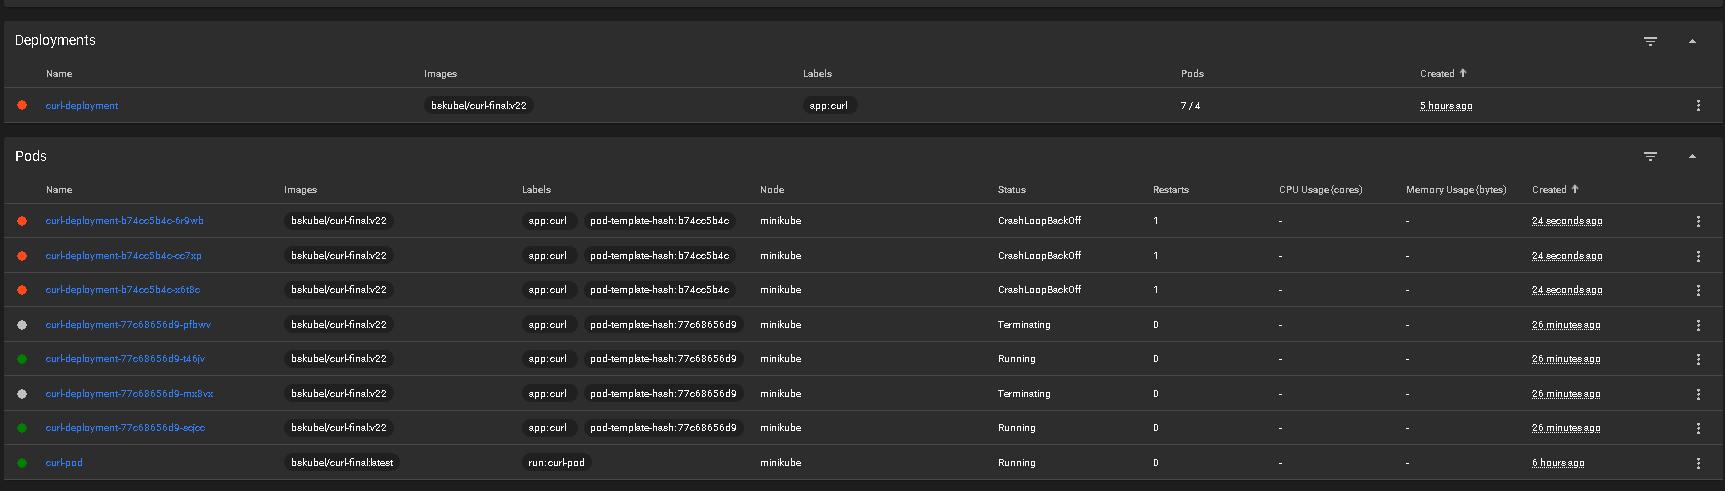 Deployments
Name Images Labels Pods Created
curl-deployment bskubel/curl-final:v22 app:curl 7 / 4 5 hours ago
Pods
Name Images Labels Node Status Restarts CPU Usage (cores) Memory Usage (bytes) Created
curl-deployment-b74cc5b4c-6r9wb bskubel/curl-final:v22 app:curl pod-template-hash:b74cc5b4c minikube CrashLoopBackOff 1 - - 24 seconds ago
curl-deployment-b74cc5b4c-cc7xp bskubel/curl-final:v22 app:curl pod-template-hash:b74cc5b4c minikube CrashLoopBackOff 1 - - 24 seconds ago
curl-deployment-b74cc5b4c-x6t8c bskubel/curl-final:v22 app:curl pod-template-hash:b74cc5b4c minikube CrashLoopBackOff 1 - - 24 seconds ago
curl-deployment-77c68656d9-pfbwv bskubel/curl-final:v22 app:curl pod-template-hash:77c68656d9 minikube Terminating 0 - - 26 minutes ago
curl-deployment-77c68656d9-t46jv bskubel/curl-final:v22 app:curl pod-template-hash:77c68656d9 minikube Running 0 - - 26 minutes ago
curl-deployment-77c68656d9-mx8vx bskubel/curl-final:v22 app:curl pod-template-hash:77c68656d9 minikube Terminating 0 - - 26 minutes ago
curl-deployment-77c68656d9-scjcc bskubel/curl-final:v22 app:curl pod-template-hash:77c68656d9 minikube Running 0 - - 26 minutes ago
curl-pod bskubel/curl-final:latest run:curl-pod minikube Running 0 - - 6 hours ago